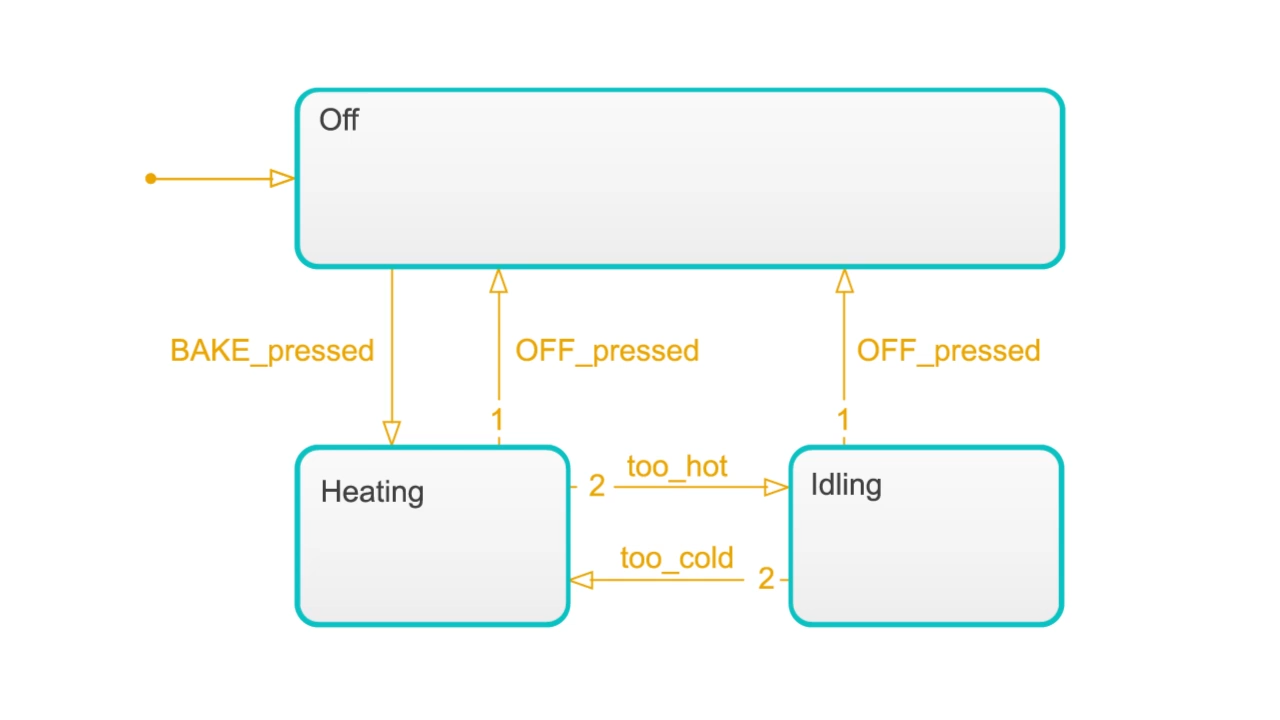 Off
BAKE_pressed
OFF_pressed
OFF_pressed
1
1
Heating
2
too_hot
Idling
too_cold
2